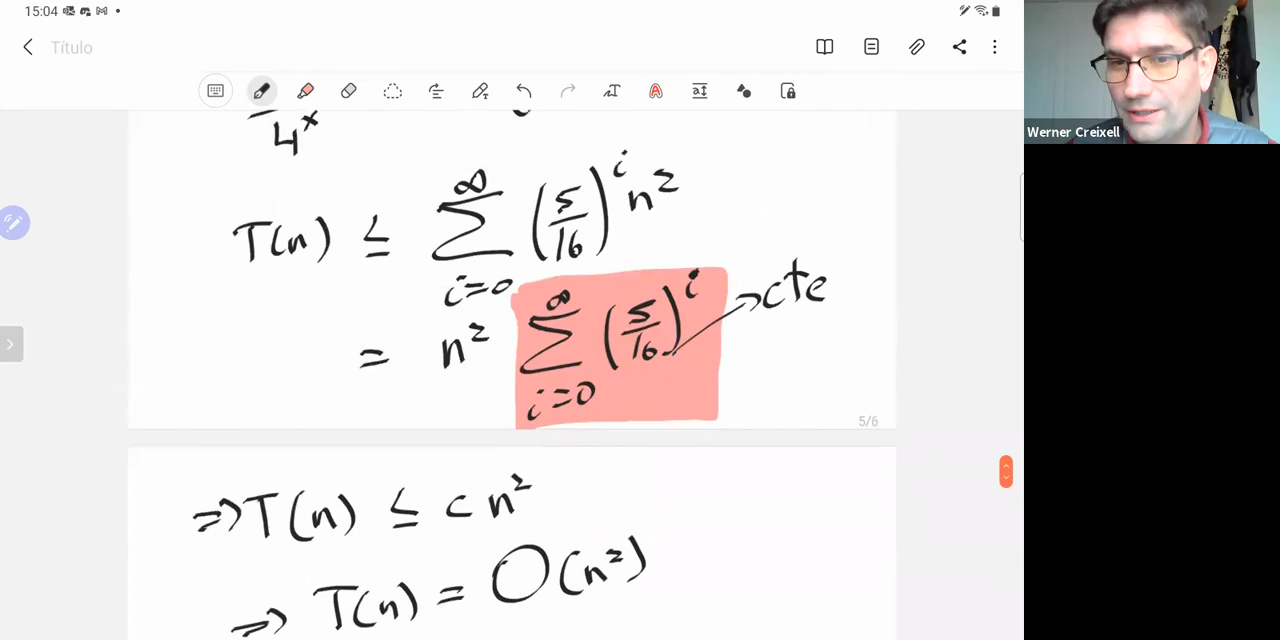 15:04
Título
4^x
T(n) ≤ ∑_{i=0}^{∞} (5/16)^i n²
= n² ∑_{i=0}^{∞} (5/16)^i → cte
5/6
⇒ T(n) ≤ c n²
⇒ T(n) = O(n²)
Werner Creixell